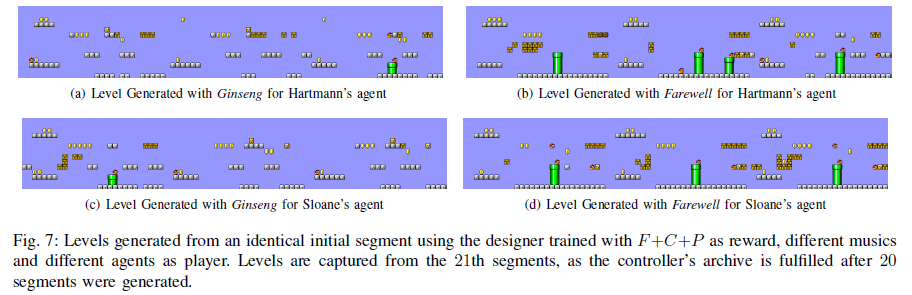 (a) Level Generated with Ginseng for Hartmann's agent
(b) Level Generated with Farewell for Hartmann's agent
(c) Level Generated with Ginseng for Sloane's agent
(d) Level Generated with Farewell for Sloane's agent
Fig. 7: Levels generated from an identical initial segment using the designer trained with F+C+P as reward, different musics
and different agents as player. Levels are captured from the 21th segments, as the controller's archive is fulfilled after 20
segments were generated.